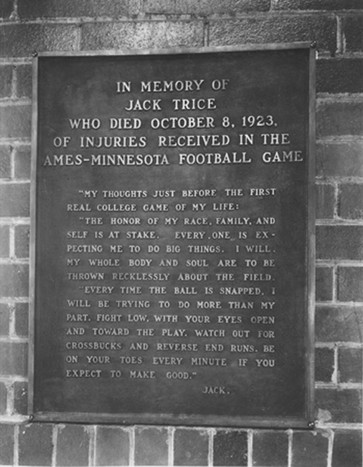 IN MEMORY OF
JACK TRICE
WHO DIED OCTOBER 8, 1923,
OF INJURIES RECEIVED IN THE
AMES-MINNESOTA FOOTBALL GAME
"MY THOUGHTS JUST BEFORE THE FIRST
REAL COLLEGE GAME OF MY LIFE:
"THE HONOR OF MY RACE, FAMILY, AND
SELF IS AT STAKE. EVERY ONE IS EX-
PECTING ME TO DO BIG THINGS. I WILL.
MY WHOLE BODY AND SOUL ARE TO BE
THROWN RECKLESSLY ABOUT THE FIELD.
"EVERY TIME THE BALL IS SNAPPED, I
WILL BE TRYING TO DO MORE THAN MY
PART. FIGHT LOW, WITH YOUR EYES OPEN
AND TOWARD THE PLAY. WATCH OUT FOR
CROSSBUCKS AND REVERSE END RUNS. BE
ON YOUR TOES EVERY MINUTE IF YOU
EXPECT TO MAKE GOOD."
JACK.